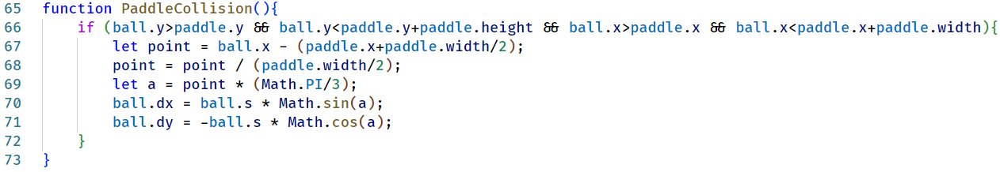 65 function PaddleCollision(){
66 if (ball.y>paddle.y && ball.y<paddle.y+paddle.height && ball.x>paddle.x && ball.x<paddle.x+paddle.width){
67 let point = ball.x - (paddle.x+paddle.width/2);
68 point = point / (paddle.width/2);
69 let a = point * (Math.PI/3);
70 ball.dx = ball.s * Math.sin(a);
71 ball.dy = -ball.s * Math.cos(a);
72 }
73 }